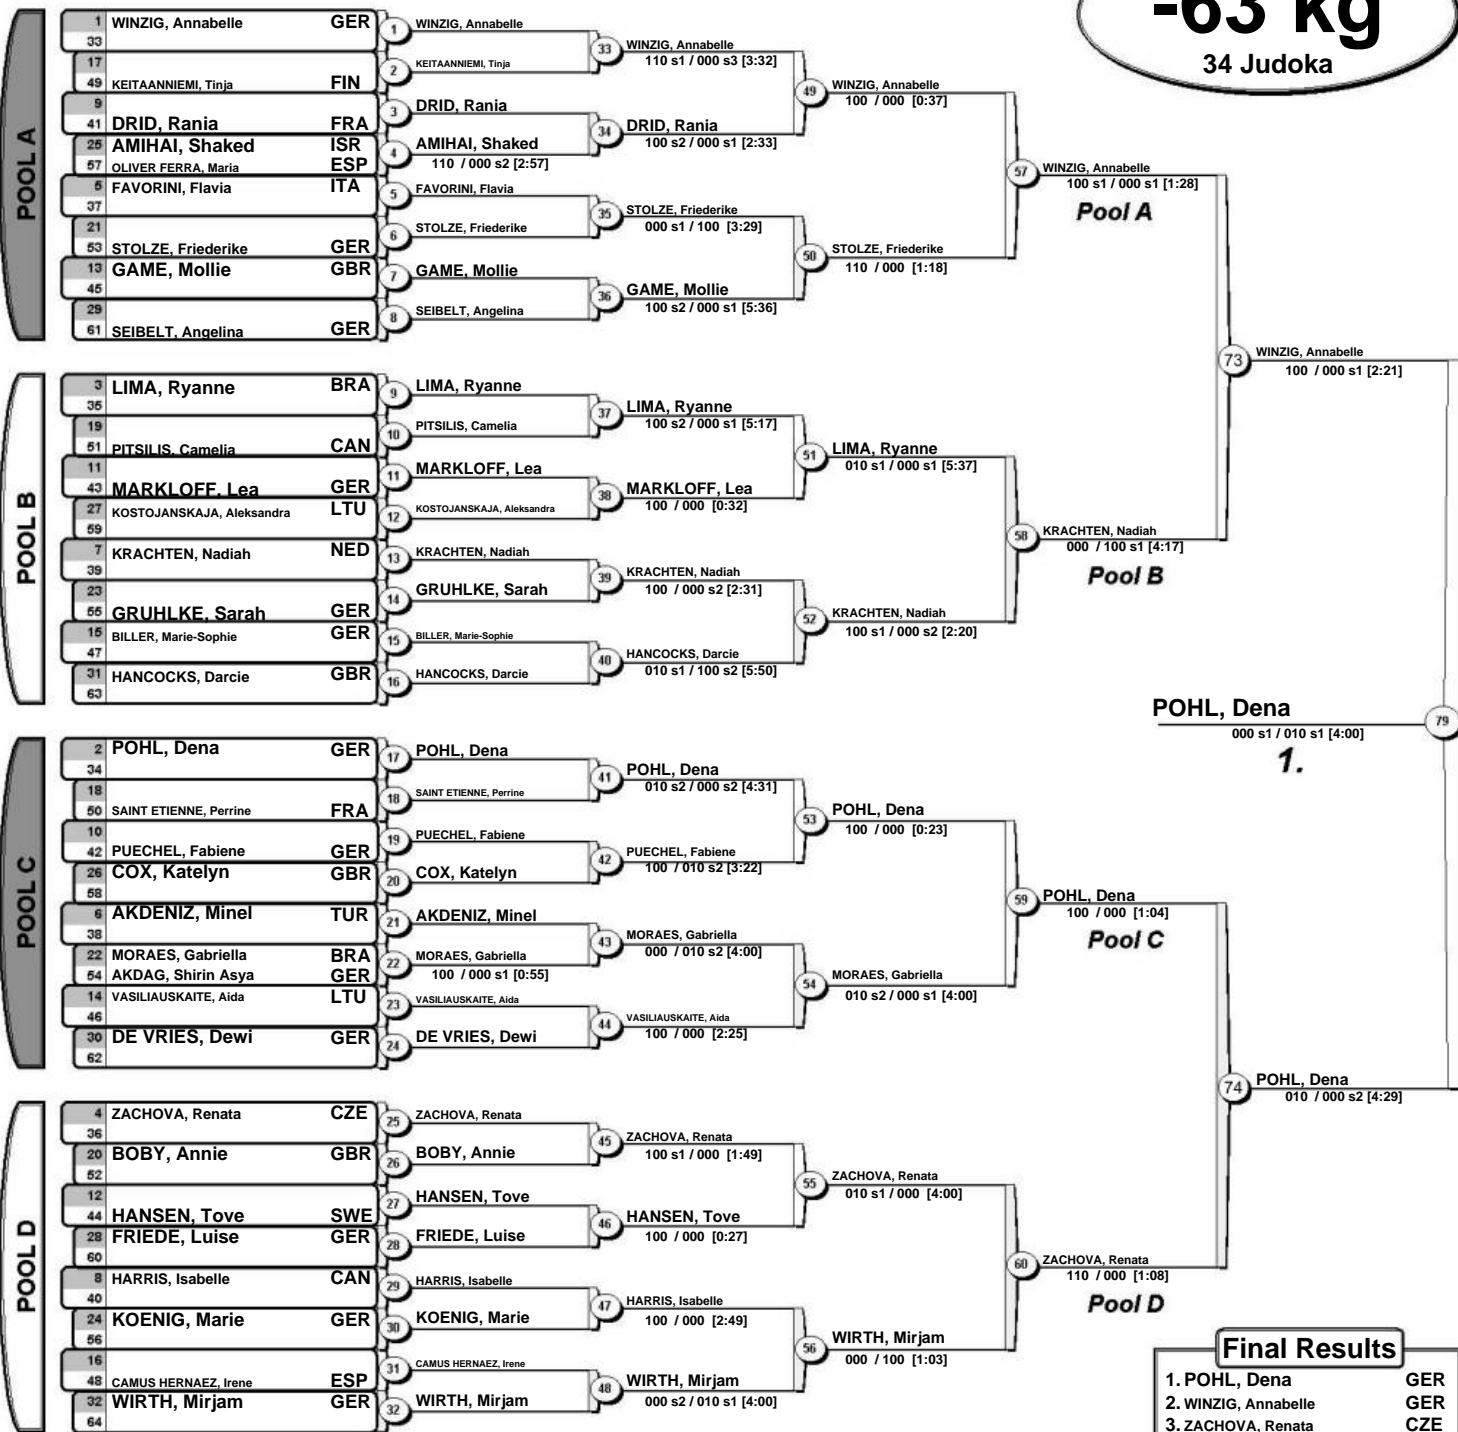 -63 kg
34 Judoka
POOL A
1 WINZIG, Annabelle GER
33
17
49 KEITAANNIEMI, Tinja FIN
9
41 DRID, Rania FRA
25 AMIHAI, Shaked ISR
57 OLIVER FERRA, Maria ESP
5 FAVORINI, Flavia ITA
37
21
53 STOLZE, Friederike GER
13 GAME, Mollie GBR
45
29
61 SEIBELT, Angelina GER
1 WINZIG, Annabelle
2 KEITAANNIEMI, Tinja
3 DRID, Rania
4 AMIHAI, Shaked
110 / 000 s2 [2:57]
5 FAVORINI, Flavia
6 STOLZE, Friederike
7 GAME, Mollie
8 SEIBELT, Angelina
33 WINZIG, Annabelle
110 s1 / 000 s3 [3:32]
34 DRID, Rania
100 s2 / 000 s1 [2:33]
35 STOLZE, Friederike
000 s1 / 100 [3:29]
36 GAME, Mollie
100 s2 / 000 s1 [5:36]
49 WINZIG, Annabelle
100 / 000 [0:37]
50 STOLZE, Friederike
110 / 000 [1:18]
57 WINZIG, Annabelle
100 s1 / 000 s1 [1:28]
Pool A
POOL B
3 LIMA, Ryanne BRA
35
19
51 PITSILIS, Camelia CAN
11
43 MARKLOFF, Lea GER
27 KOSTOJANSKAJA, Aleksandra LTU
59
7 KRACHTEN, Nadiah NED
39
23
55 GRUHLKE, Sarah GER
15 BILLER, Marie-Sophie GER
47
31 HANCOCKS, Darcie GBR
63
9 LIMA, Ryanne
10 PITSILIS, Camelia
11 MARKLOFF, Lea
12 KOSTOJANSKAJA, Aleksandra
13 KRACHTEN, Nadiah
14 GRUHLKE, Sarah
15 BILLER, Marie-Sophie
16 HANCOCKS, Darcie
37 LIMA, Ryanne
100 s2 / 000 s1 [5:17]
38 MARKLOFF, Lea
100 / 000 [0:32]
39 KRACHTEN, Nadiah
100 / 000 s2 [2:31]
40 HANCOCKS, Darcie
010 s1 / 100 s2 [5:50]
51 LIMA, Ryanne
010 s1 / 000 s1 [5:37]
52 KRACHTEN, Nadiah
100 s1 / 000 s2 [2:20]
58 KRACHTEN, Nadiah
000 / 100 s1 [4:17]
Pool B
73 WINZIG, Annabelle
100 / 000 s1 [2:21]
POHL, Dena
79
000 s1 / 010 s1 [4:00]
1.
POOL C
2 POHL, Dena GER
34
18
50 SAINT ETIENNE, Perrine FRA
10
42 PUECHEL, Fabiene GER
26 COX, Katelyn GBR
58
6 AKDENIZ, Minel TUR
38
22 MORAES, Gabriella BRA
54 AKDAG, Shirin Asya GER
14 VASILIAUSKAITE, Aida LTU
46
30 DE VRIES, Dewi GER
62
17 POHL, Dena
18 SAINT ETIENNE, Perrine
19 PUECHEL, Fabiene
20 COX, Katelyn
21 AKDENIZ, Minel
22 MORAES, Gabriella
100 / 000 s1 [0:55]
23 VASILIAUSKAITE, Aida
24 DE VRIES, Dewi
41 POHL, Dena
010 s2 / 000 s2 [4:31]
42 PUECHEL, Fabiene
100 / 010 s2 [3:22]
43 MORAES, Gabriella
000 / 010 s2 [4:00]
44 VASILIAUSKAITE, Aida
100 / 000 [2:25]
53 POHL, Dena
100 / 000 [0:23]
54 MORAES, Gabriella
010 s2 / 000 s1 [4:00]
59 POHL, Dena
100 / 000 [1:04]
Pool C
74 POHL, Dena
010 / 000 s2 [4:29]
POOL D
4 ZACHOVA, Renata CZE
36
20 BOBY, Annie GBR
52
12
44 HANSEN, Tove SWE
28 FRIEDE, Luise GER
60
8 HARRIS, Isabelle CAN
40
24 KOENIG, Marie GER
56
16
48 CAMUS HERNAEZ, Irene ESP
32 WIRTH, Mirjam GER
64
25 ZACHOVA, Renata
26 BOBY, Annie
27 HANSEN, Tove
28 FRIEDE, Luise
29 HARRIS, Isabelle
30 KOENIG, Marie
31 CAMUS HERNAEZ, Irene
32 WIRTH, Mirjam
45 ZACHOVA, Renata
100 s1 / 000 [1:49]
46 HANSEN, Tove
100 / 000 [0:27]
47 HARRIS, Isabelle
100 / 000 [2:49]
48 WIRTH, Mirjam
000 s2 / 010 s1 [4:00]
55 ZACHOVA, Renata
010 s1 / 000 [4:00]
56 WIRTH, Mirjam
000 / 100 [1:03]
60 ZACHOVA, Renata
110 / 000 [1:08]
Pool D
Final Results
1. POHL, Dena GER
2. WINZIG, Annabelle GER
3. ZACHOVA, Renata CZE